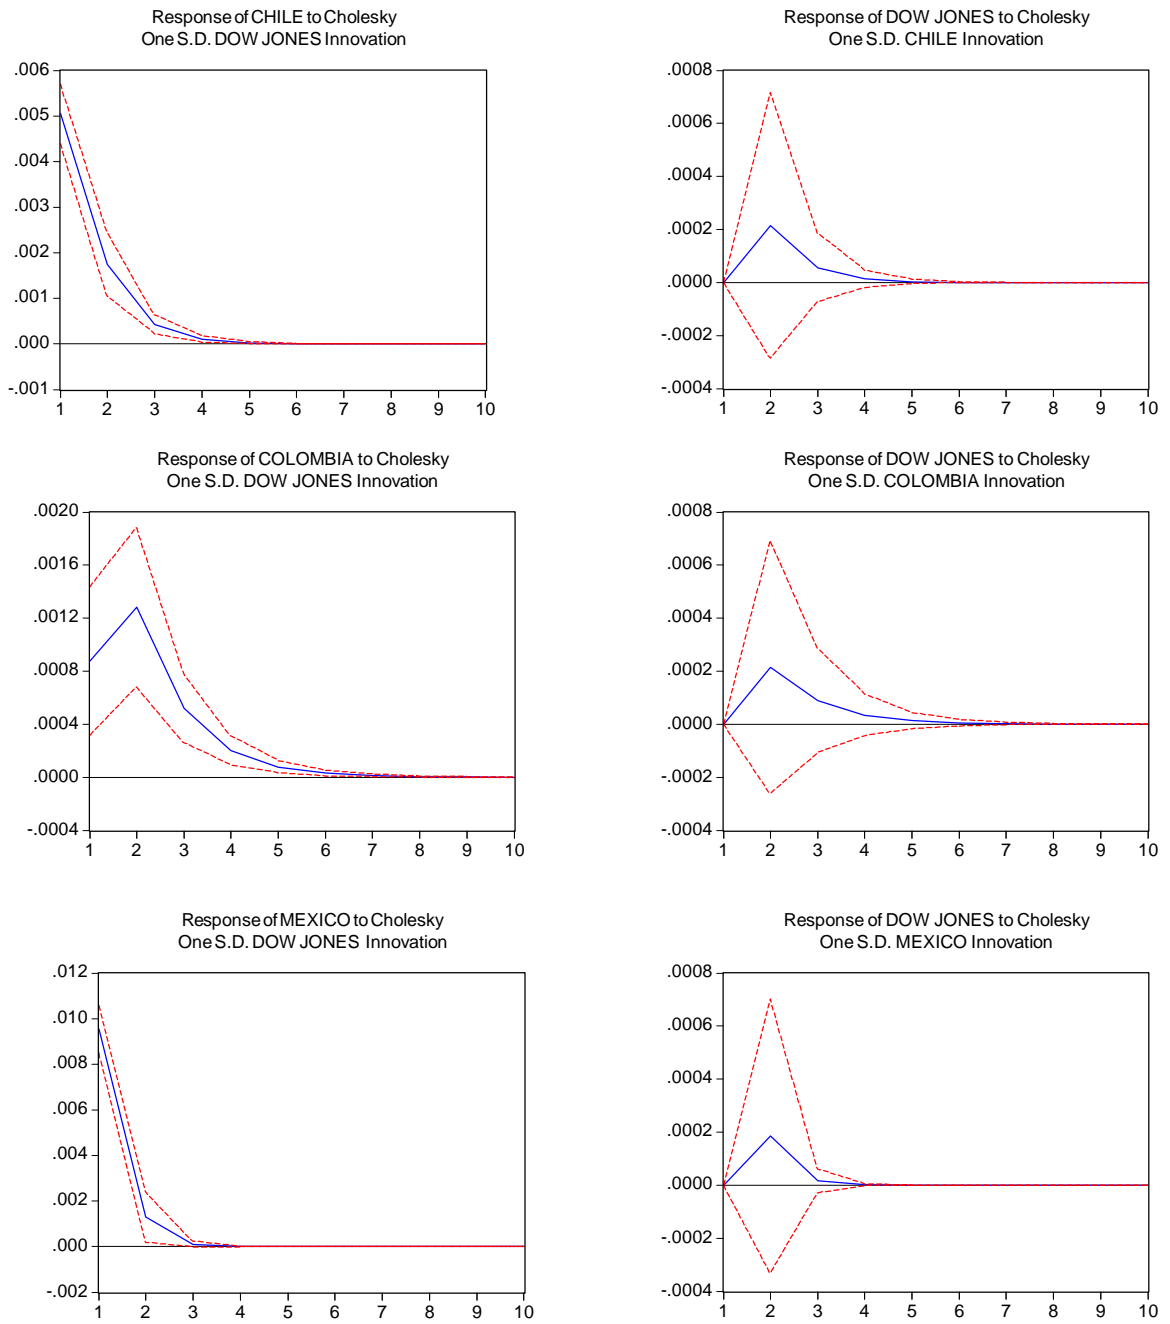 Response of CHILE to Cholesky
One S.D. DOW JONES Innovation
.006
.005
.004
.003
.002
.001
.000
-.001
1 2 3 4 5 6 7 8 9 10
Response of DOW JONES to Cholesky
One S.D. CHILE Innovation
.0008
.0006
.0004
.0002
.0000
-.0002
-.0004
1 2 3 4 5 6 7 8 9 10
Response of COLOMBIA to Cholesky
One S.D. DOW JONES Innovation
.0020
.0016
.0012
.0008
.0004
.0000
-.0004
1 2 3 4 5 6 7 8 9 10
Response of DOW JONES to Cholesky
One S.D. COLOMBIA Innovation
.0008
.0006
.0004
.0002
.0000
-.0002
-.0004
1 2 3 4 5 6 7 8 9 10
Response of MEXICO to Cholesky
One S.D. DOW JONES Innovation
.012
.010
.008
.006
.004
.002
.000
-.002
1 2 3 4 5 6 7 8 9 10
Response of DOW JONES to Cholesky
One S.D. MEXICO Innovation
.0008
.0006
.0004
.0002
.0000
-.0002
-.0004
1 2 3 4 5 6 7 8 9 10